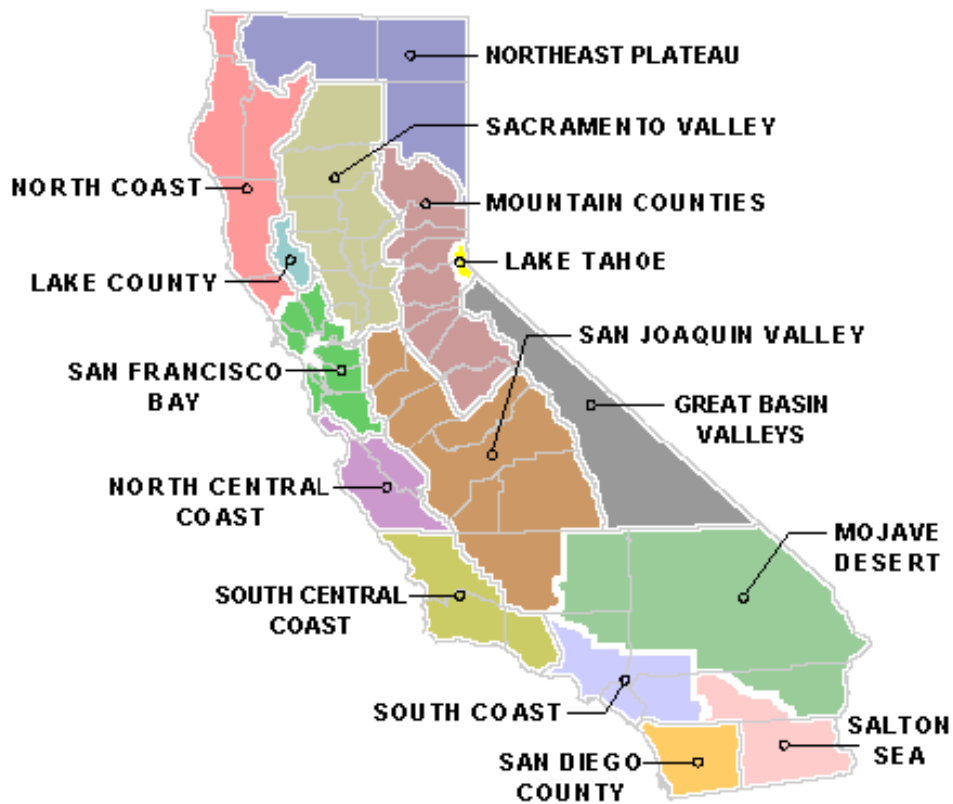 NORTHEAST PLATEAU
SACRAMENTO VALLEY
NORTH COAST
MOUNTAIN COUNTIES
LAKE TAHOE
LAKE COUNTY
SAN JOAQUIN VALLEY
SAN FRANCISCO
BAY
GREAT BASIN
VALLEYS
NORTH CENTRAL
COAST
MOJAVE
DESERT
SOUTH CENTRAL
COAST
SOUTH COAST
SALTON
SEA
SAN DIEGO
COUNTY